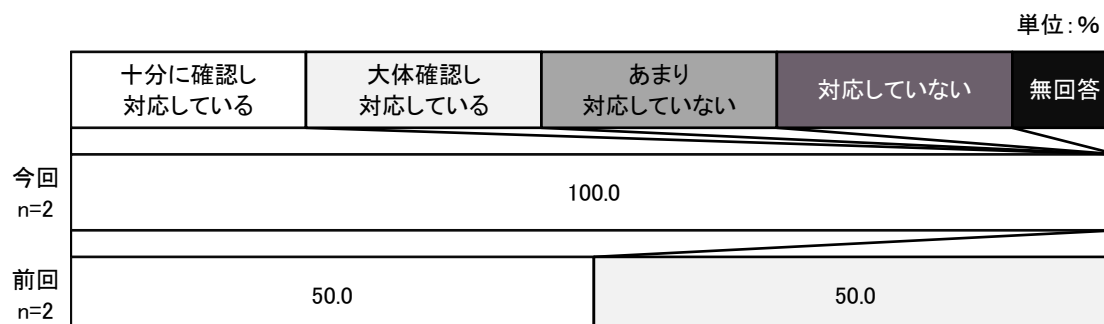 単位：%
十分に確認し
対応している
大体確認し
対応している
あまり
対応していない
対応していない
無回答
今回
n=2
100.0
前回
n=2
50.0
50.0